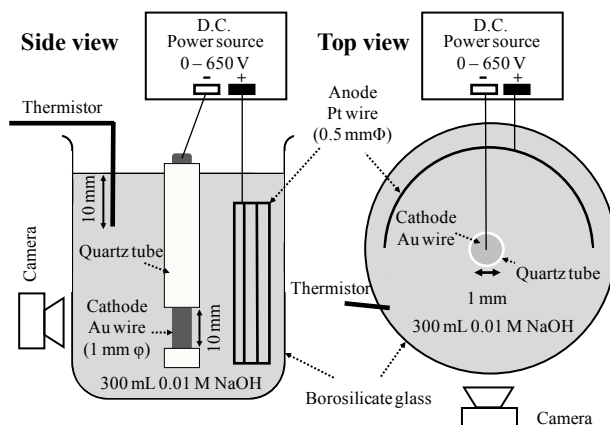 Side view
D.C.
Power source
0 – 650 V
- +
Top view
D.C.
Power source
0 – 650 V
- +
Thermistor
Anode
Pt wire
(0.5 mmΦ)
10 mm
Camera
Quartz tube
Cathode
Au wire
(1 mm φ)
10 mm
300 mL 0.01 M NaOH
Cathode
Au wire
Quartz tube
Thermistor
1 mm
300 mL 0.01 M NaOH
Borosilicate glass
Camera